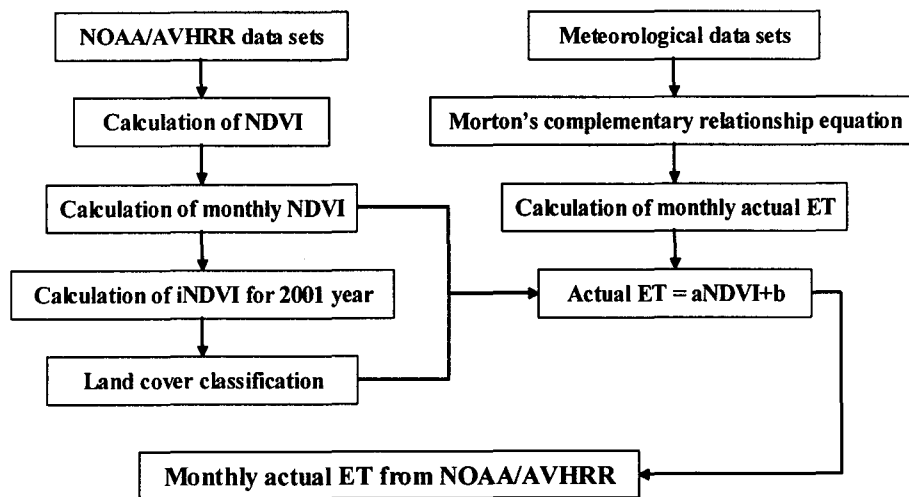 NOAA/AVHRR data sets
Calculation of NDVI
Calculation of monthly NDVI
Calculation of iNDVI for 2001 year
Land cover classification
Meteorological data sets
Morton's complementary relationship equation
Calculation of monthly actual ET
Actual ET = aNDVI+b
Monthly actual ET from NOAA/AVHRR